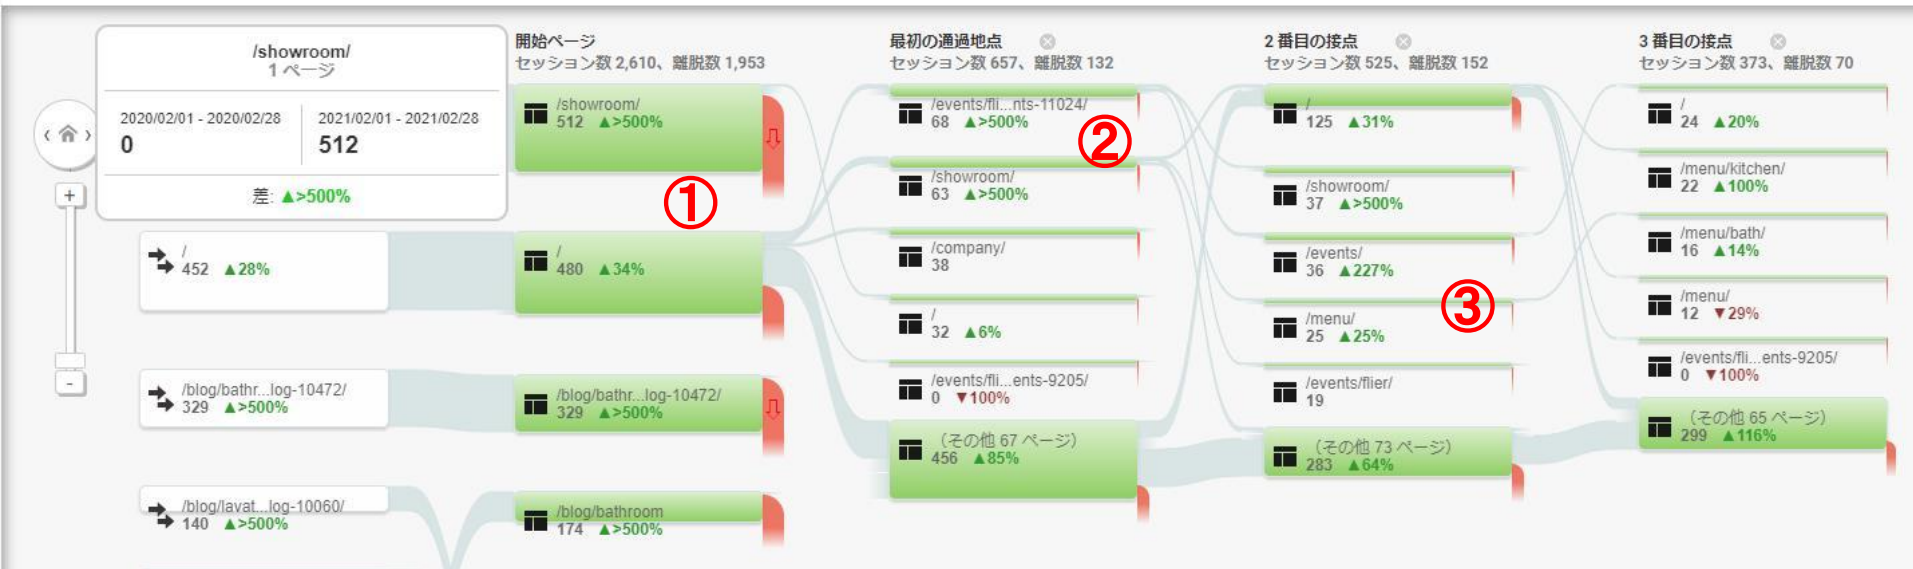 /showroom/
1 ページ
2020/02/01 - 2020/02/28
0
2021/02/01 - 2021/02/28
512
差: ▲>500%
+
-
/
452 ▲28%
/blog/bathr...log-10472/
329 ▲>500%
/blog/lavat...log-10060/
140 ▲>500%
開始ページ
セッション数 2,610、離脱数 1,953
/showroom/
512 ▲>500%
①
/
480 ▲34%
/blog/bathr...log-10472/
329 ▲>500%
/blog/bathroom
174 ▲>500%
最初の通過地点
セッション数 657、離脱数 132
/events/fli...nts-11024/
68 ▲>500%
②
/showroom/
63 ▲>500%
/company/
38
/
32 ▲6%
/events/fli...ents-9205/
0 ▼100%
(その他 67 ページ)
456 ▲85%
2 番目の接点
セッション数 525、離脱数 152
/
125 ▲31%
/showroom/
37 ▲>500%
/events/
36 ▲227%
③
/menu/
25 ▲25%
/events/flier/
19
(その他 73 ページ)
283 ▲64%
3 番目の接点
セッション数 373、離脱数 70
/
24 ▲20%
/menu/kitchen/
22 ▲100%
/menu/bath/
16 ▲14%
/menu/
12 ▼29%
/events/fli...ents-9205/
0 ▼100%
(その他 65 ページ)
299 ▲116%